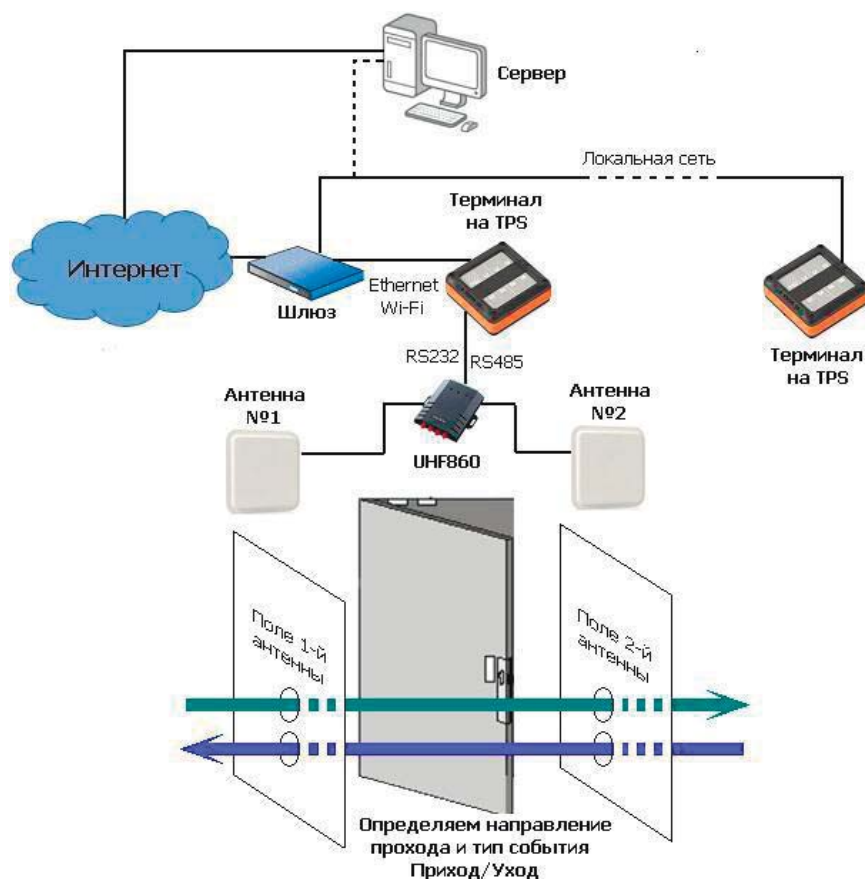 Сервер
Локальная сеть
Терминал
на TPS
Интернет
Ethernet
Wi-Fi
Шлюз
RS232
RS485
Терминал
на TPS
Антенна
№1
Антенна
№2
UHF860
Поле 1-й
антенны
Поле 2-й
антенны
Определяем направление
прохода и тип события
Приход/Уход